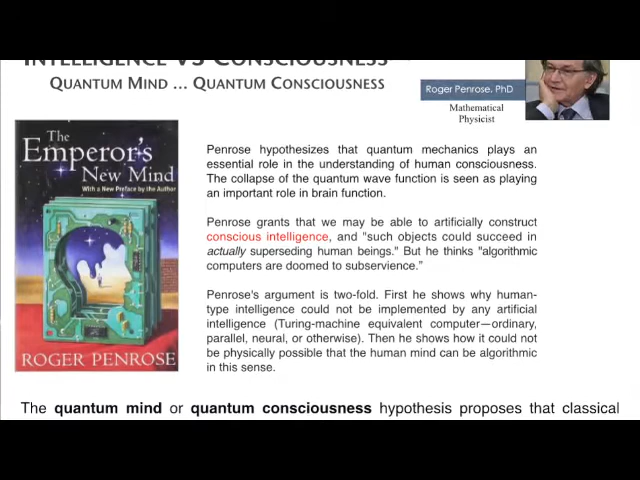 INTELLIGENCE VS CONSCIOUSNESS
QUANTUM MIND ... QUANTUM CONSCIOUSNESS
Roger Penrose, PhD
Mathematical
Physicist
The
Emperor's
New Mind
With a New Preface by the Author
ROGER PENROSE
Penrose hypothesizes that quantum mechanics plays an
essential role in the understanding of human consciousness.
The collapse of the quantum wave function is seen as playing
an important role in brain function.
Penrose grants that we may be able to artificially construct
conscious intelligence, and "such objects could succeed in
actually superseding human beings." But he thinks "algorithmic
computers are doomed to subservience."
Penrose's argument is two-fold. First he shows why human-
type intelligence could not be implemented by any artificial
intelligence (Turing-machine equivalent computer—ordinary,
parallel, neural, or otherwise). Then he shows how it could not
be physically possible that the human mind can be algorithmic
in this sense.
The quantum mind or quantum consciousness hypothesis proposes that classical